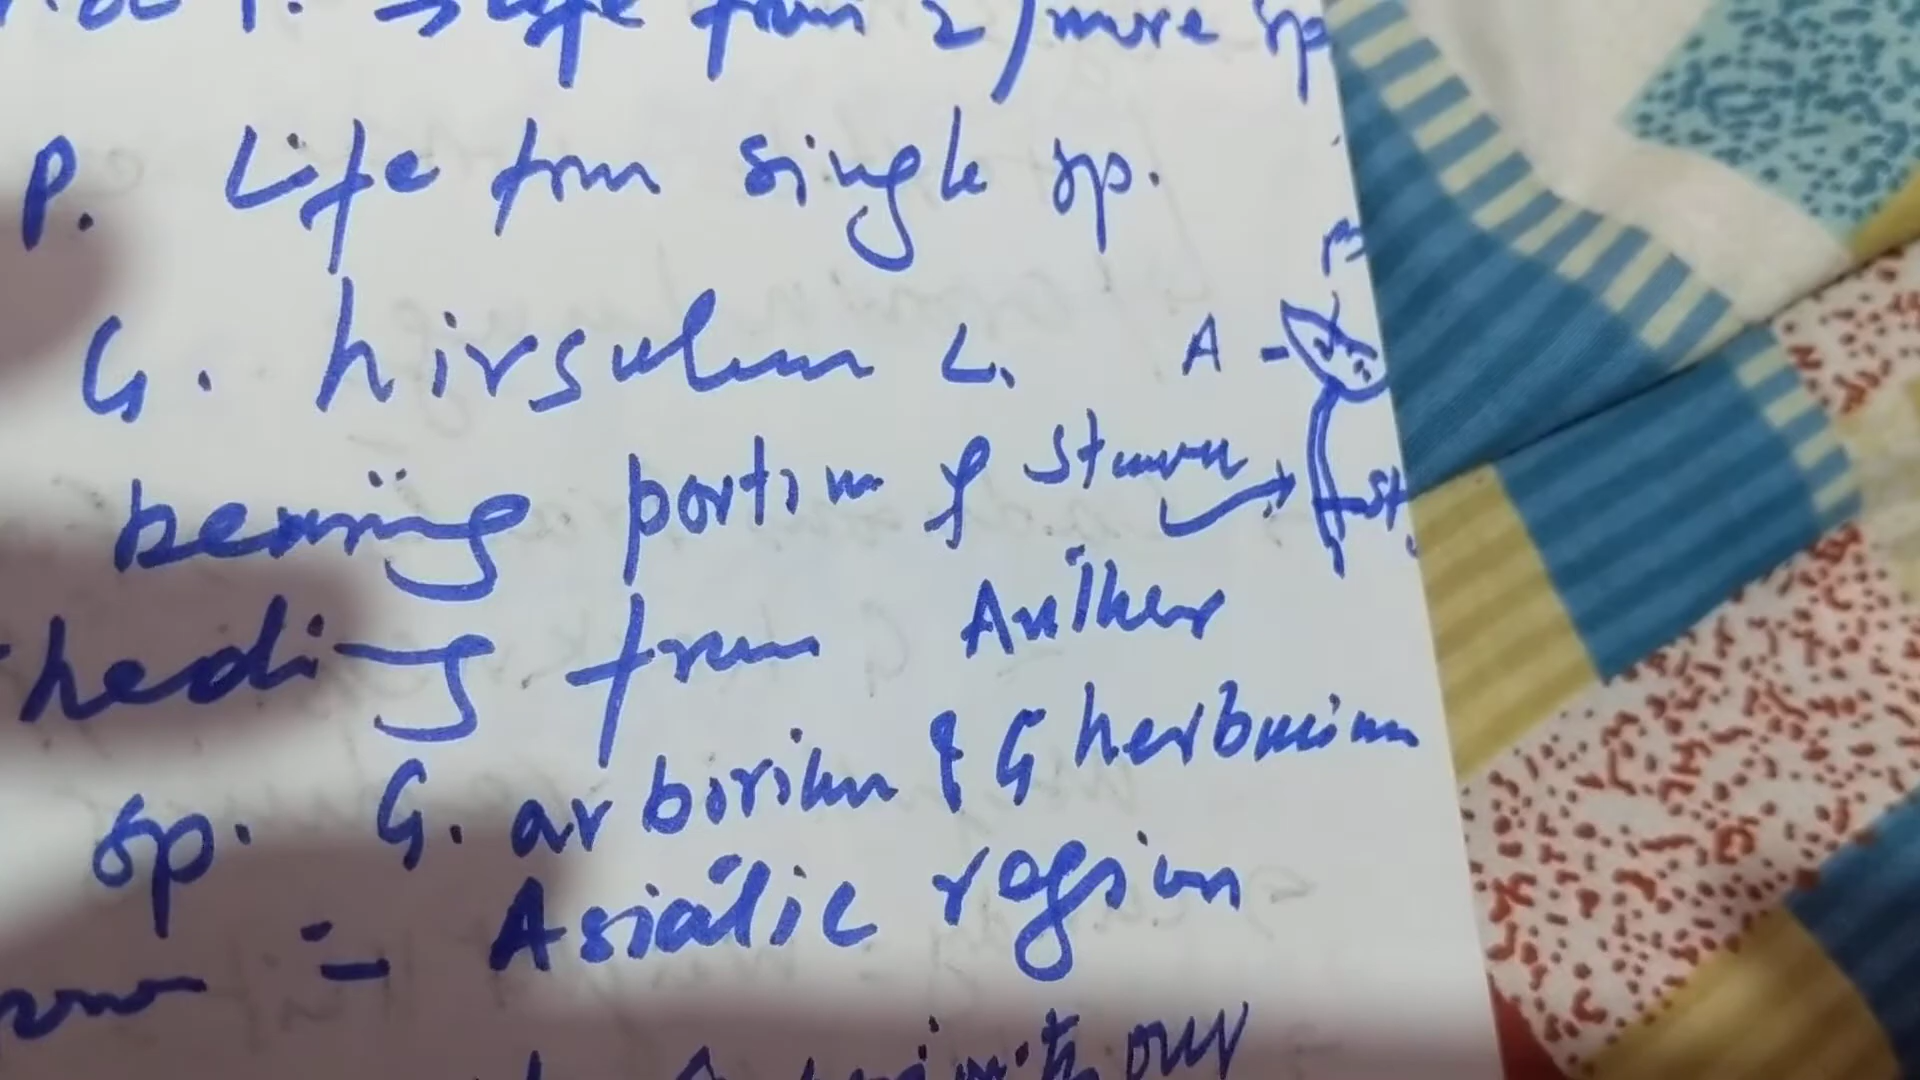 Life from 2/more sp
P. Life from single sp.
G. hirsutum L. A -
bearing portion of Stamen St
heding from Anther
sp. G. arborium & G herbacium
= Asiatic region